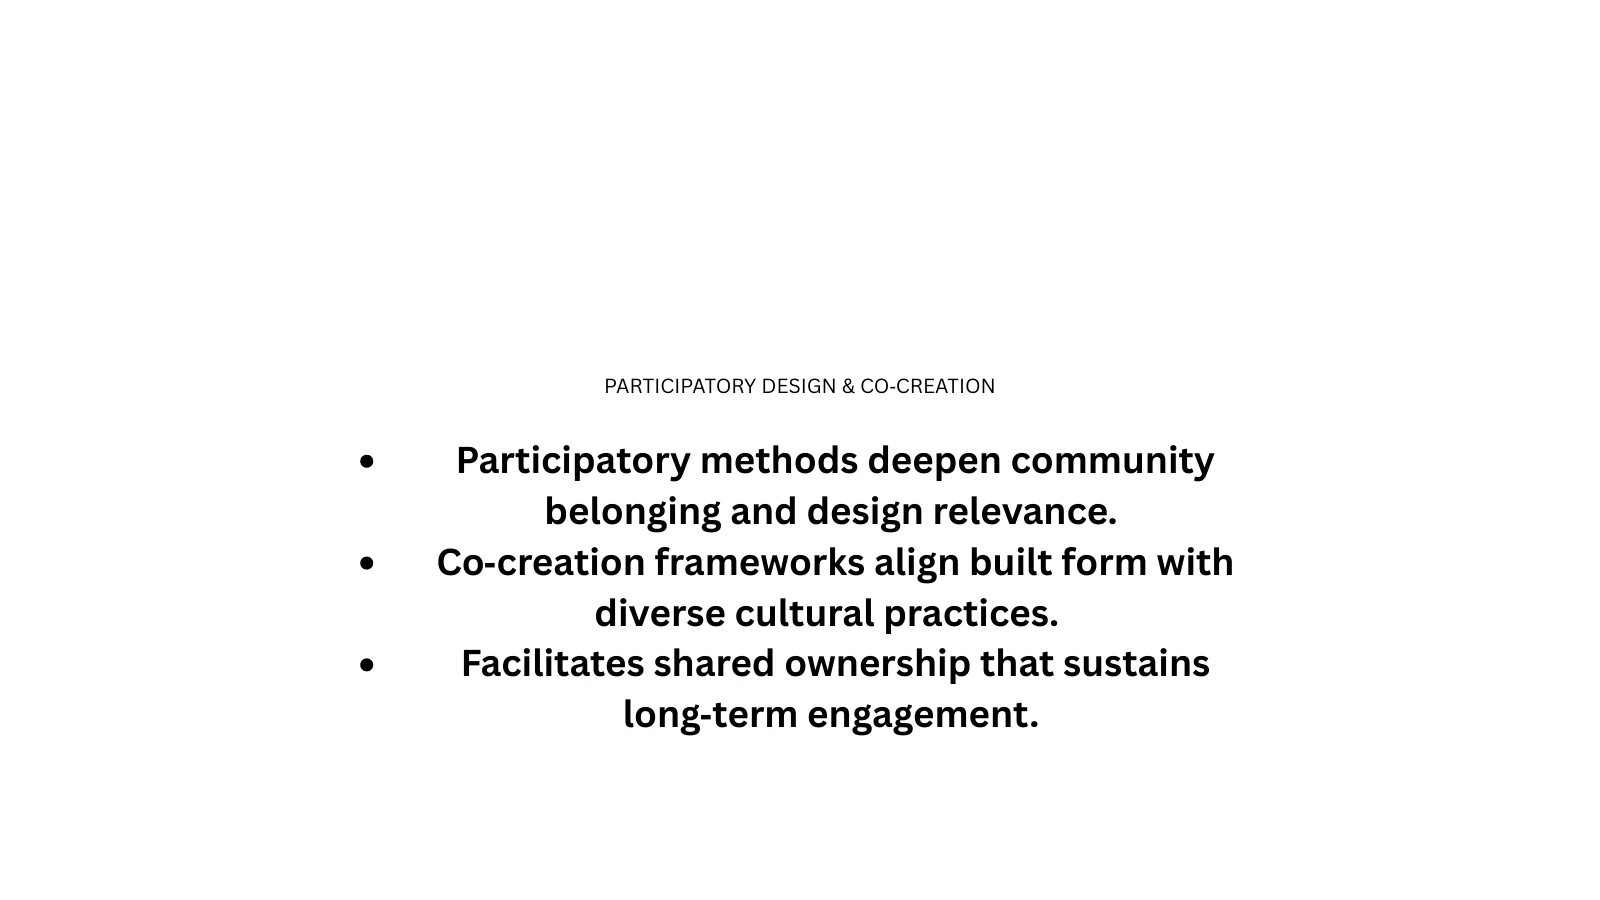 PARTICIPATORY DESIGN & CO-CREATION
• Participatory methods deepen community
belonging and design relevance.
• Co-creation frameworks align built form with
diverse cultural practices.
• Facilitates shared ownership that sustains
long-term engagement.